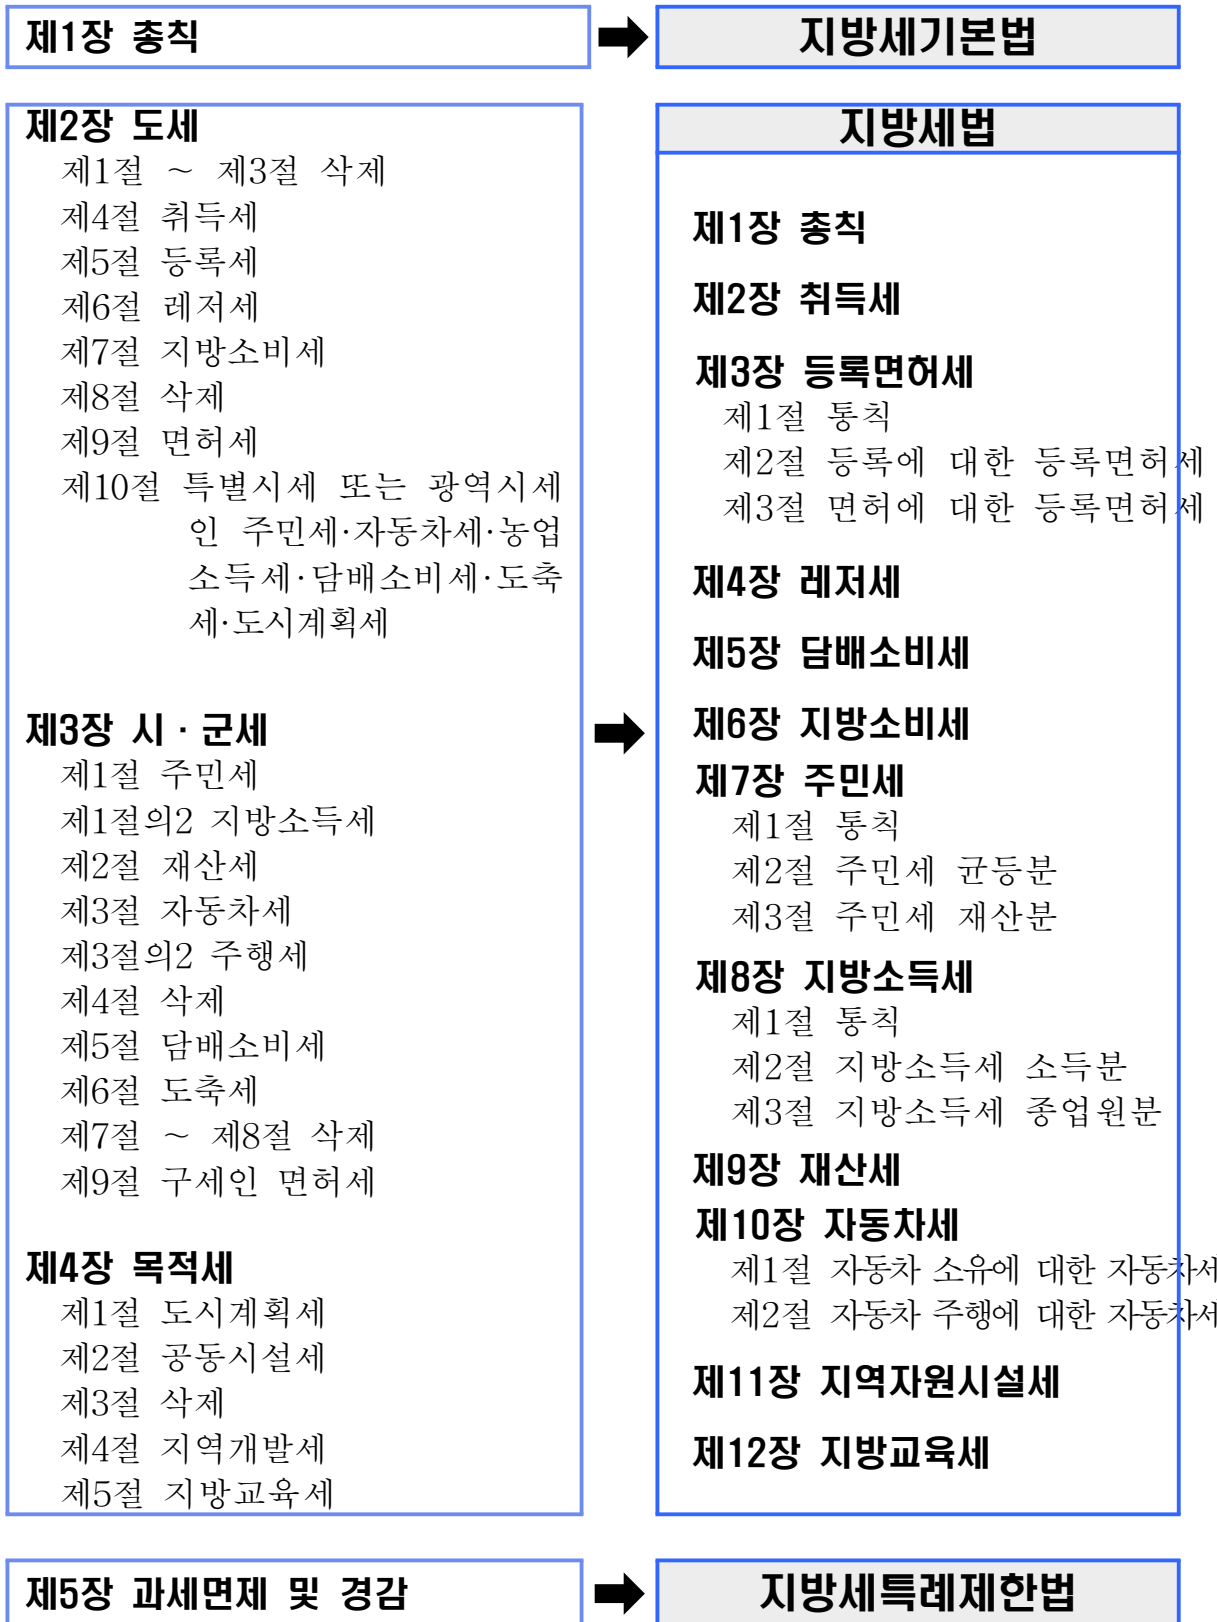 제1장 총칙
지방세기본법
제2장 도세
제1절 ~ 제3절 삭제
제4절 취득세
제5절 등록세
제6절 레저세
제7절 지방소비세
제8절 삭제
제9절 면허세
제10절 특별시세 또는 광역시세
인 주민세·자동차세·농업
소득세·담배소비세·도축
세·도시계획세
제3장 시·군세
제1절 주민세
제1절의2 지방소득세
제2절 재산세
제3절 자동차세
제3절의2 주행세
제4절 삭제
제5절 담배소비세
제6절 도축세
제7절 ~ 제8절 삭제
제9절 구세인 면허세
제4장 목적세
제1절 도시계획세
제2절 공동시설세
제3절 삭제
제4절 지역개발세
제5절 지방교육세
지방세법
제1장 총칙
제2장 취득세
제3장 등록면허세
제1절 통칙
제2절 등록에 대한 등록면허세
제3절 면허에 대한 등록면허세
제4장 레저세
제5장 담배소비세
제6장 지방소비세
제7장 주민세
제1절 통칙
제2절 주민세 균등분
제3절 주민세 재산분
제8장 지방소득세
제1절 통칙
제2절 지방소득세 소득분
제3절 지방소득세 종업원분
제9장 재산세
제10장 자동차세
제1절 자동차 소유에 대한 자동차세
제2절 자동차 주행에 대한 자동차세
제11장 지역자원시설세
제12장 지방교육세
제5장 과세면제 및 경감
지방세특례제한법